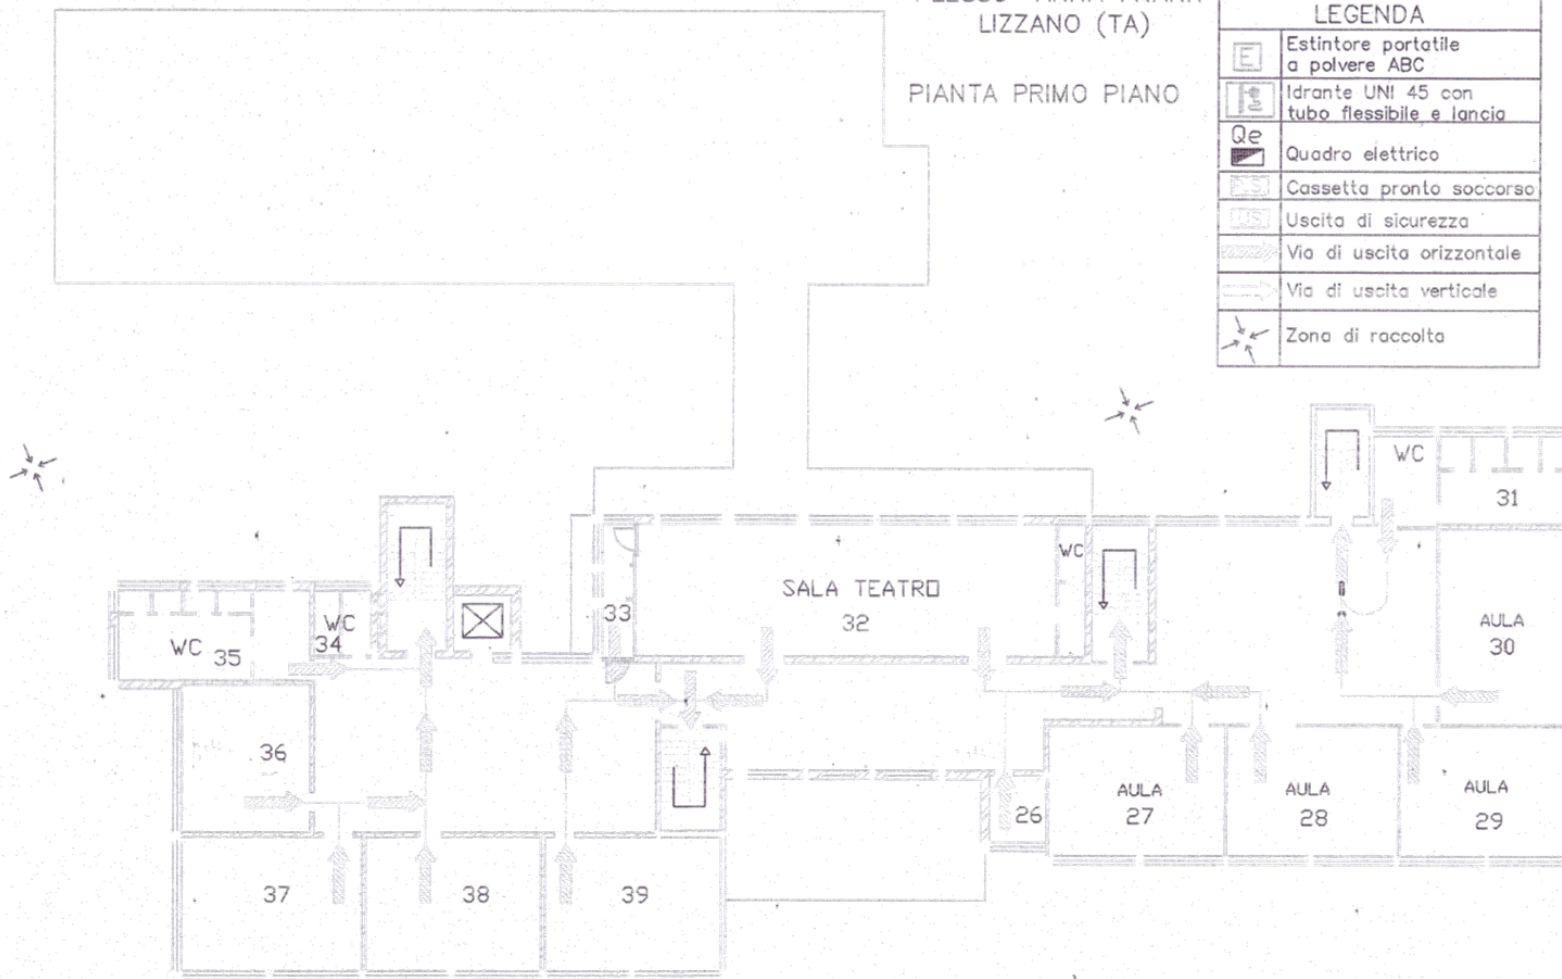 LIZZANO (TA)
PIANTA PRIMO PIANO
LEGENDA
E
Estintore portatile
a polvere ABC
Idrante UNI 45 con
tubo flessibile e lancia
Qe
Quadro elettrico
P.S.
Cassetta pronto soccorso
US
Uscita di sicurezza
Via di uscita orizzontale
Via di uscita verticale
Zona di raccolta
WC
31
WC
SALA TEATRO
32
33
WC
34
WC 35
AULA
30
36
AULA
27
AULA
28
AULA
29
26
37
38
39